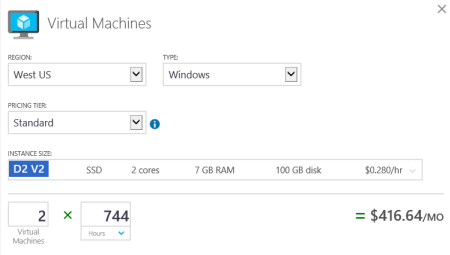 Virtual Machines
REGION: TYPE:
West US Windows
PRICING TIER:
Standard
INSTANCE SIZE:
D2 V2 SSD 2 cores 7 GB RAM 100 GB disk $0.280/hr
2 × 744 = $416.64/MO
Virtual Hours
Machines